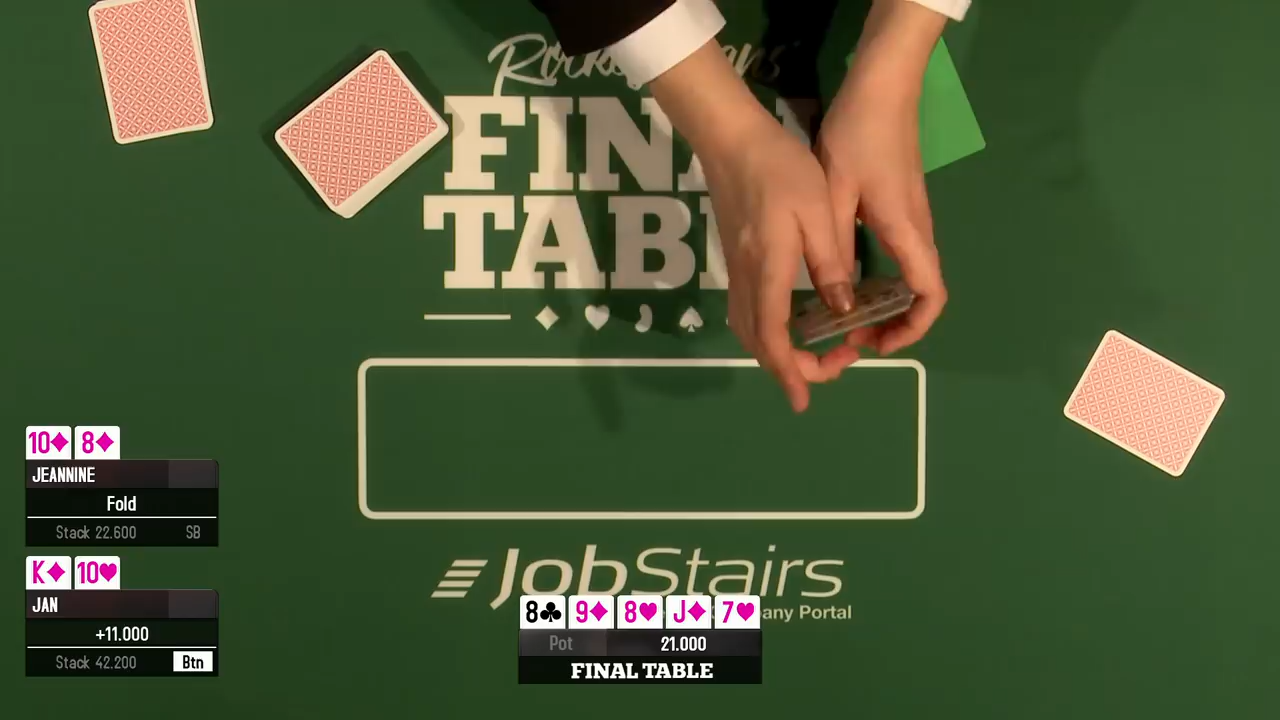 FINAL
TABLE
10♦ 8♦
JEANNINE
Fold
Stack 22.600 SB
K♦ 10♥
JAN
+11.000
Stack 42.200 Btn
JobStairs
Company Portal
8♣ 9♦ 8♥ J♦ 7♥
Pot 21.000
FINAL TABLE